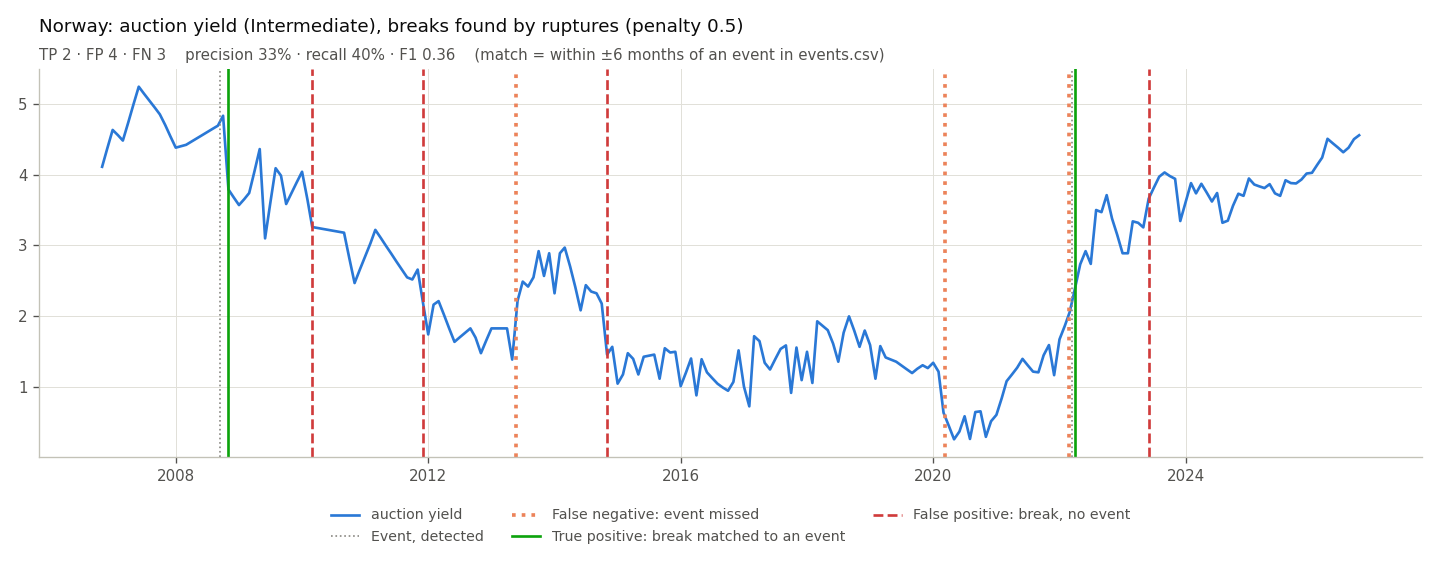 Norway: auction yield (Intermediate), breaks found by ruptures (penalty 0.5)
TP 2 · FP 4 · FN 3    precision 33% · recall 40% · F1 0.36    (match = within ±6 months of an event in events.csv)
5
4
3
2
1
2008 2012 2016 2020 2024
auction yield
Event, detected
False negative: event missed
True positive: break matched to an event
False positive: break, no event